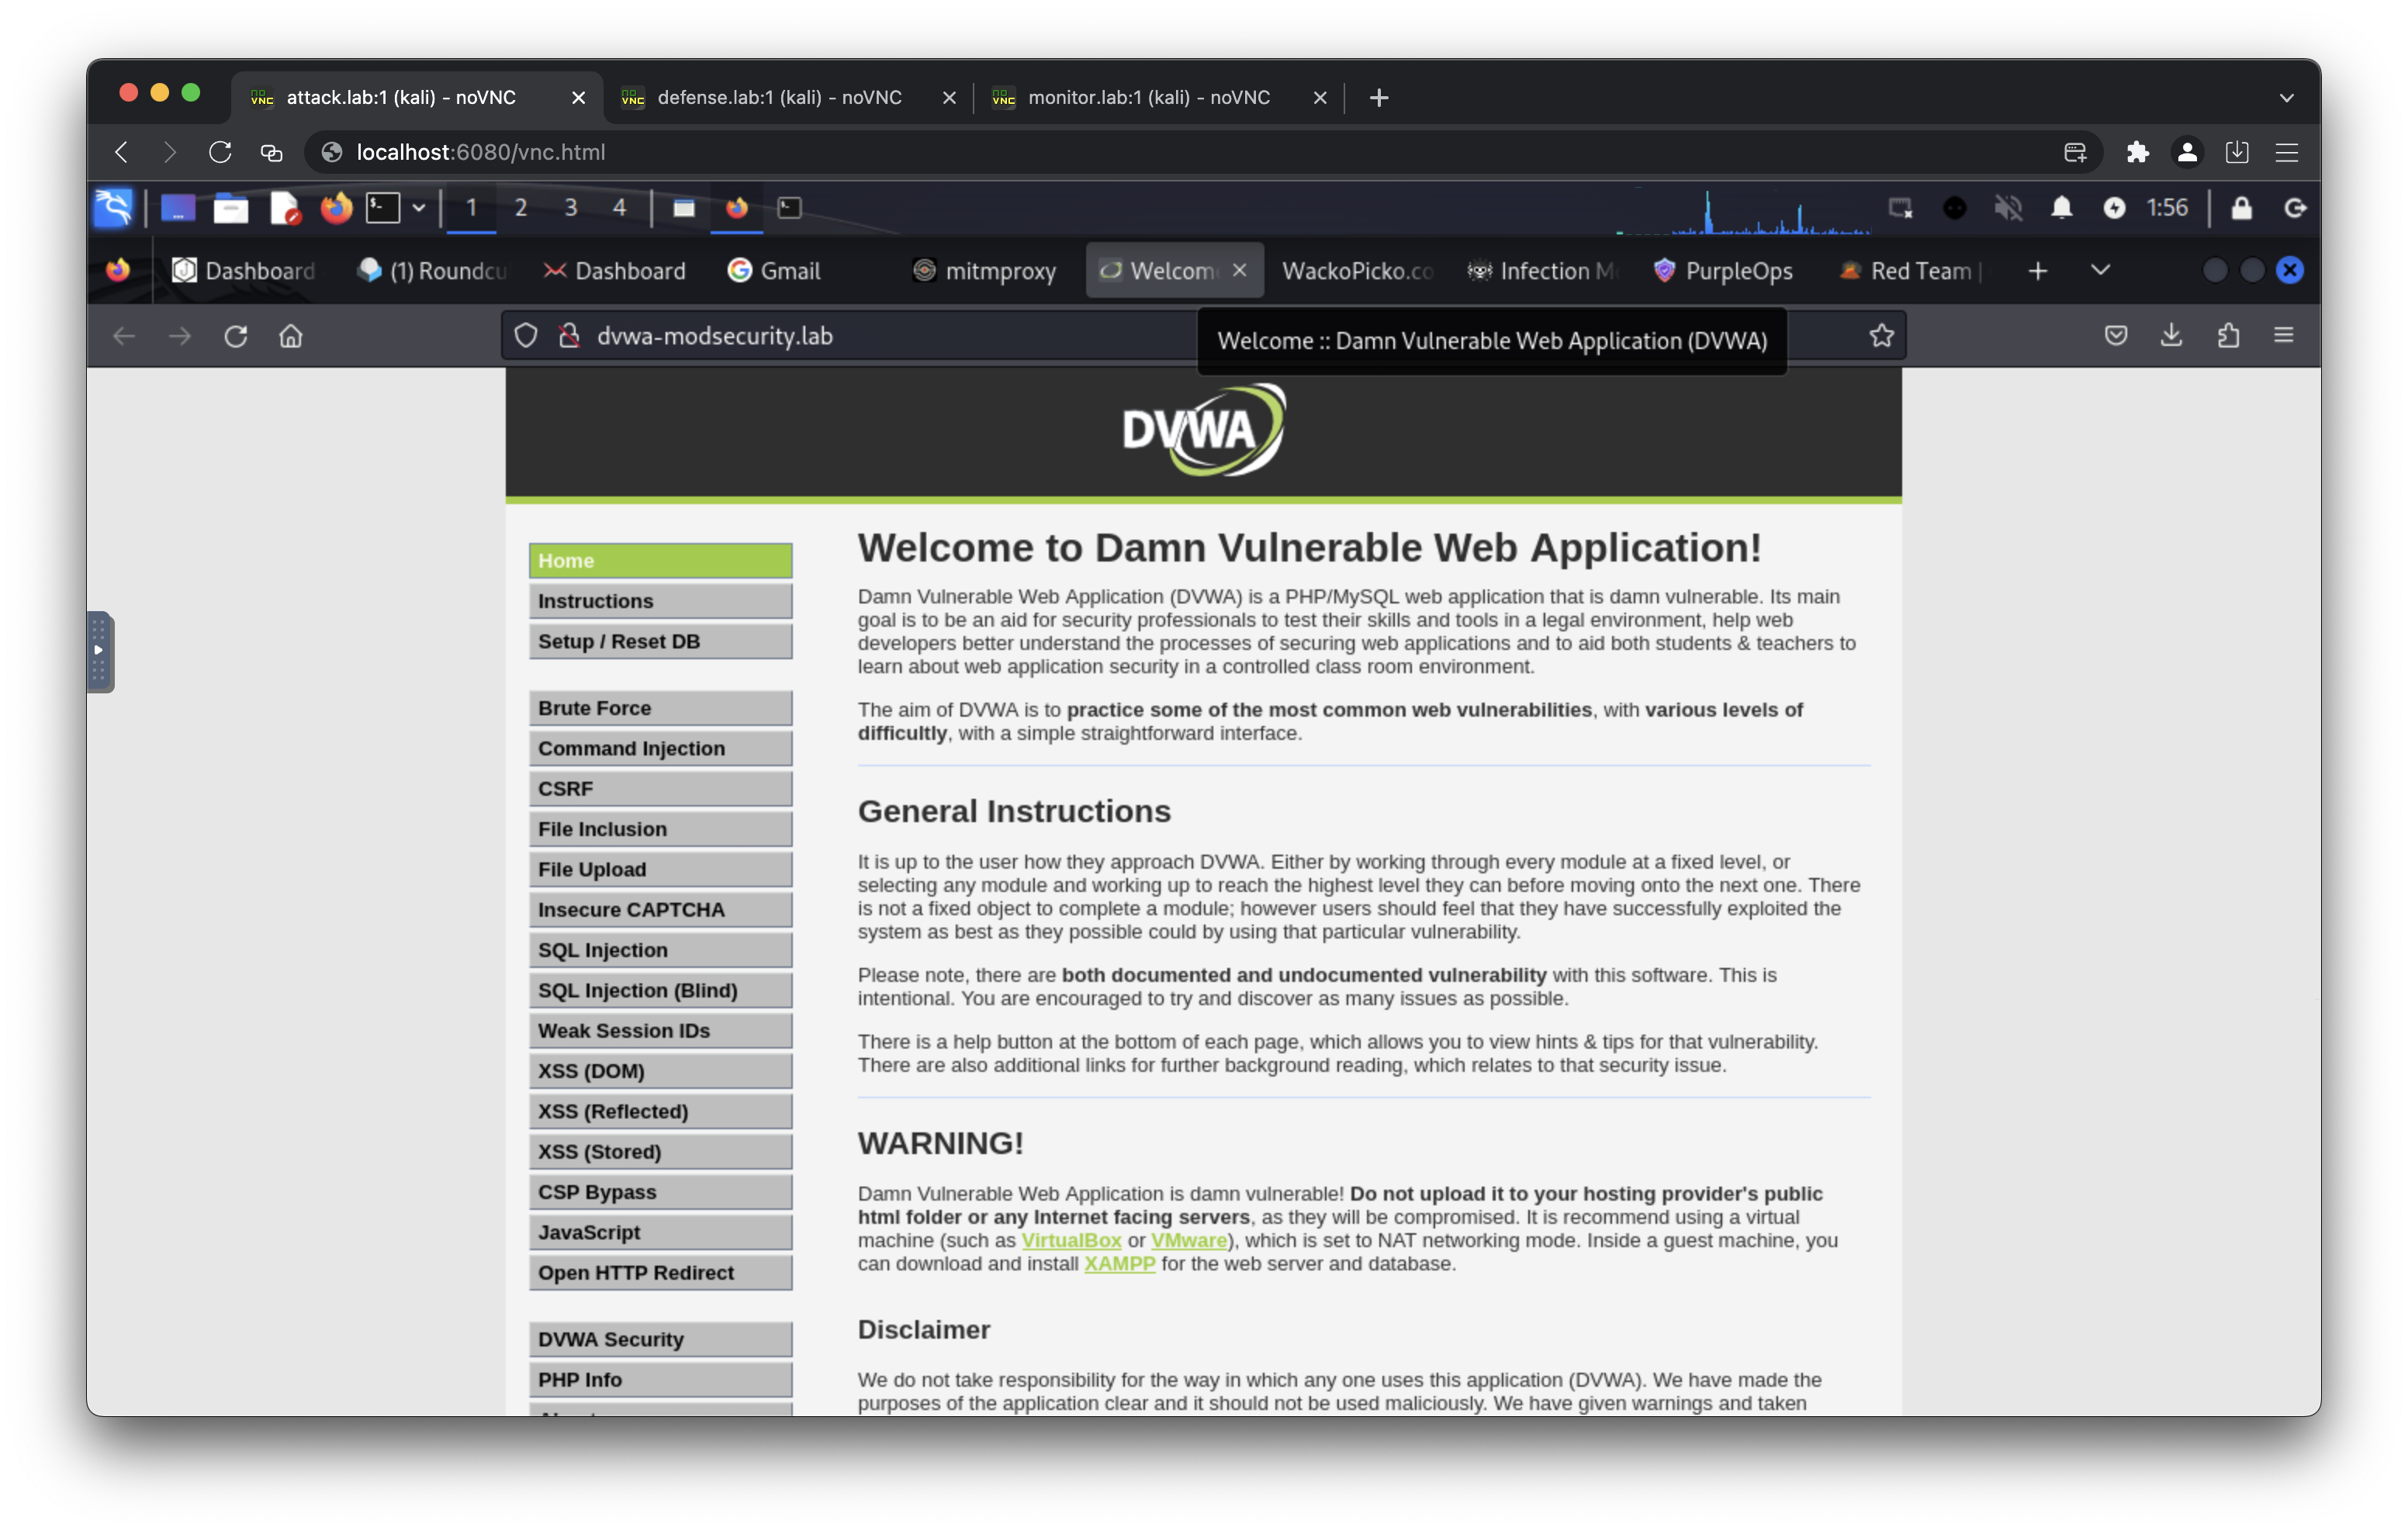 attack.lab:1 (kali) - noVNC
defense.lab:1 (kali) - noVNC
monitor.lab:1 (kali) - noVNC
localhost:6080/vnc.html
1 2 3 4
1:56
Dashboard
(1) Roundcu
Dashboard
Gmail
mitmproxy
Welcom
WackoPicko.co
Infection M
PurpleOps
Red Team |
dvwa-modsecurity.lab
Welcome :: Damn Vulnerable Web Application (DVWA)
DVWA
Home
Instructions
Setup / Reset DB
Brute Force
Command Injection
CSRF
File Inclusion
File Upload
Insecure CAPTCHA
SQL Injection
SQL Injection (Blind)
Weak Session IDs
XSS (DOM)
XSS (Reflected)
XSS (Stored)
CSP Bypass
JavaScript
Open HTTP Redirect
DVWA Security
PHP Info
Welcome to Damn Vulnerable Web Application!
Damn Vulnerable Web Application (DVWA) is a PHP/MySQL web application that is damn vulnerable. Its main
goal is to be an aid for security professionals to test their skills and tools in a legal environment, help web
developers better understand the processes of securing web applications and to aid both students & teachers to
learn about web application security in a controlled class room environment.
The aim of DVWA is to practice some of the most common web vulnerabilities, with various levels of
difficultly, with a simple straightforward interface.
General Instructions
It is up to the user how they approach DVWA. Either by working through every module at a fixed level, or
selecting any module and working up to reach the highest level they can before moving onto the next one. There
is not a fixed object to complete a module; however users should feel that they have successfully exploited the
system as best as they possible could by using that particular vulnerability.
Please note, there are both documented and undocumented vulnerability with this software. This is
intentional. You are encouraged to try and discover as many issues as possible.
There is a help button at the bottom of each page, which allows you to view hints & tips for that vulnerability.
There are also additional links for further background reading, which relates to that security issue.
WARNING!
Damn Vulnerable Web Application is damn vulnerable! Do not upload it to your hosting provider's public
html folder or any Internet facing servers, as they will be compromised. It is recommend using a virtual
machine (such as VirtualBox or VMware), which is set to NAT networking mode. Inside a guest machine, you
can download and install XAMPP for the web server and database.
Disclaimer
We do not take responsibility for the way in which any one uses this application (DVWA). We have made the
purposes of the application clear and it should not be used maliciously. We have given warnings and taken